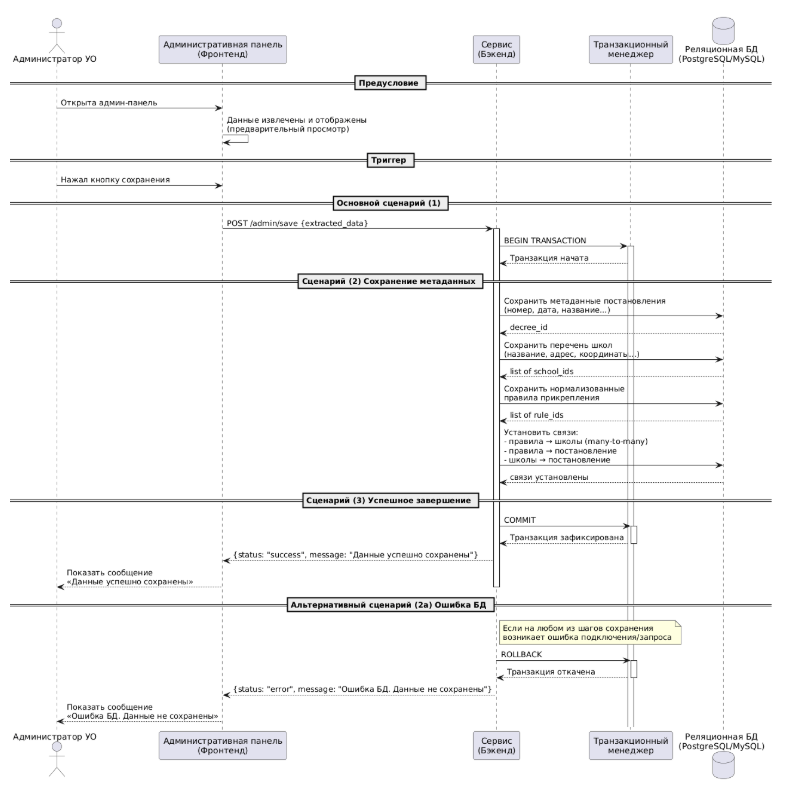 Администратор УО
Административная панель
(Фронтенд)
Сервис
(Бэкенд)
Транзакционный
менеджер
Реляционная БД
(PostgreSQL/MySQL)
Предусловие
Открыта админ-панель
Данные извлечены и отображены
(предварительный просмотр)
Триггер
Нажал кнопку сохранения
Основной сценарий (1)
POST /admin/save {extracted_data}
BEGIN TRANSACTION
Транзакция начата
Сценарий (2) Сохранение метаданных
Сохранить метаданные постановления
(номер, дата, название...)
decree_id
Сохранить перечень школ
(название, адрес, координаты...)
list of school_ids
Сохранить нормализованные
правила прикрепления
list of rule_ids
Установить связи:
- правила → школы (many-to-many)
- правила → постановление
- школы → постановление
связи установлены
Сценарий (3) Успешное завершение
COMMIT
Транзакция зафиксирована
{status: "success", message: "Данные успешно сохранены"}
Показать сообщение
«Данные успешно сохранены»
Альтернативный сценарий (2a) Ошибка БД
Если на любом из шагов сохранения
возникает ошибка подключения/запроса
ROLLBACK
Транзакция откачена
{status: "error", message: "Ошибка БД. Данные не сохранены"}
Показать сообщение
«Ошибка БД. Данные не сохранены»
Администратор УО
Административная панель
(Фронтенд)
Сервис
(Бэкенд)
Транзакционный
менеджер
Реляционная БД
(PostgreSQL/MySQL)